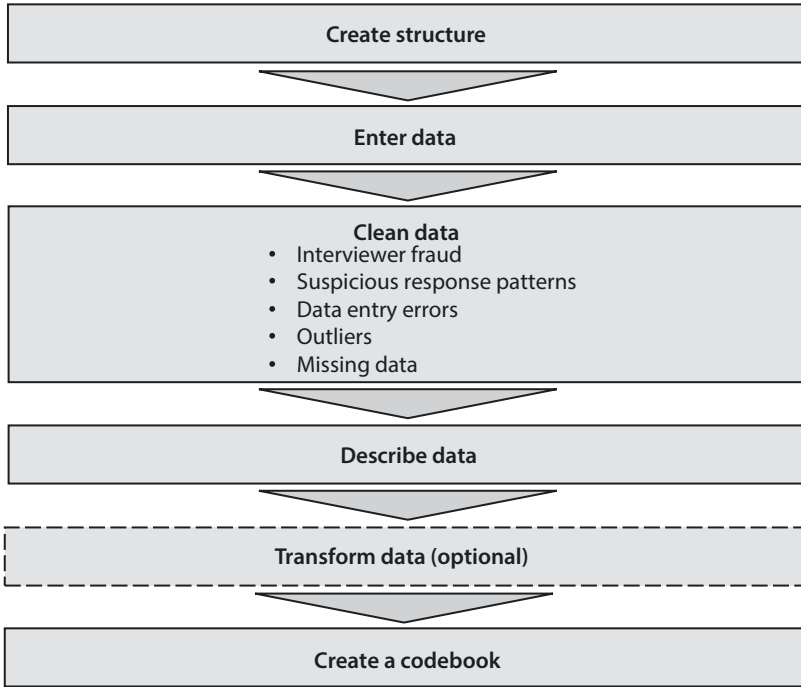 Create structure
Enter data
Clean data
• Interviewer fraud
• Suspicious response patterns
• Data entry errors
• Outliers
• Missing data
Describe data
Transform data (optional)
Create a codebook